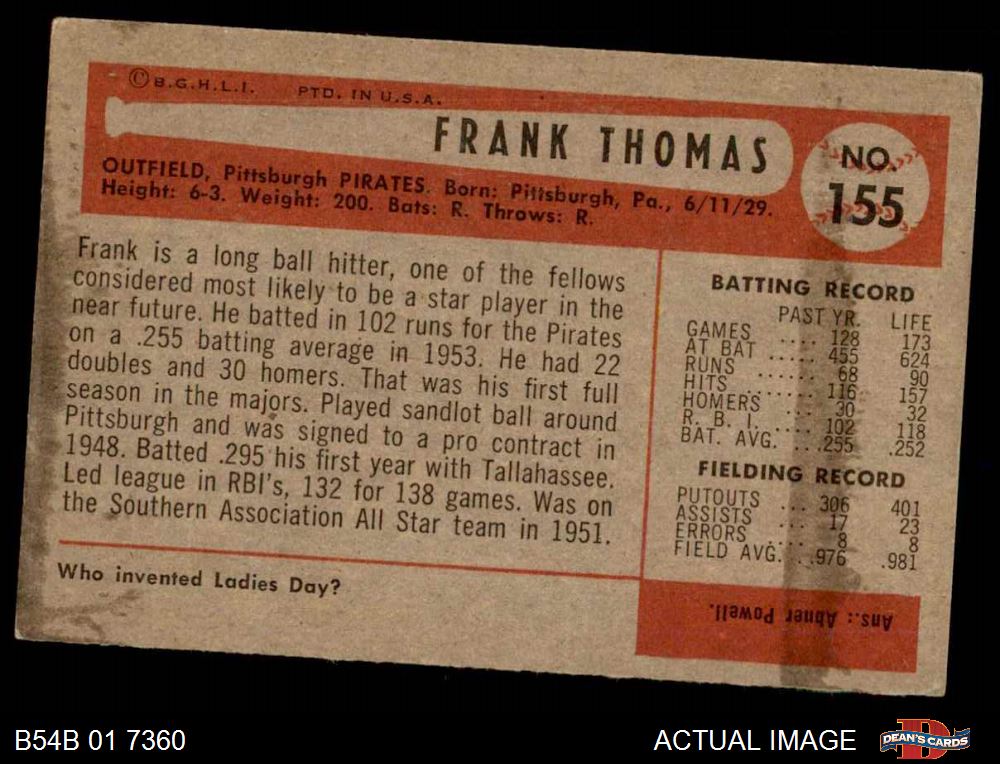 ©B.G.H.L.I. PTD. IN U.S.A.
FRANK THOMAS
NO.
155
OUTFIELD, Pittsburgh PIRATES. Born: Pittsburgh, Pa., 6/11/29.
Height: 6-3. Weight: 200. Bats: R. Throws: R.
Frank is a long ball hitter, one of the fellows
considered most likely to be a star player in the
near future. He batted in 102 runs for the Pirates
on a .255 batting average in 1953. He had 22
doubles and 30 homers. That was his first full
season in the majors. Played sandlot ball around
Pittsburgh and was signed to a pro contract in
1948. Batted .295 his first year with Tallahassee.
Led league in RBI's, 132 for 138 games. Was on
the Southern Association All Star team in 1951.
Who invented Ladies Day?
BATTING RECORD
PAST YR. LIFE
GAMES .... 128 173
AT BAT ..... 455 624
RUNS ...... 68 90
HITS ....... 116 157
HOMERS .... 30 32
R. B. I. .... 102 118
BAT. AVG. ...255 .252
FIELDING RECORD
PUTOUTS ... 306 401
ASSISTS ... 17 23
ERRORS .... 8 8
FIELD AVG. ..976 .981
Ans.: Abner Powell.
B54B 01 7360
ACTUAL IMAGE
D
DEAN'S CARDS